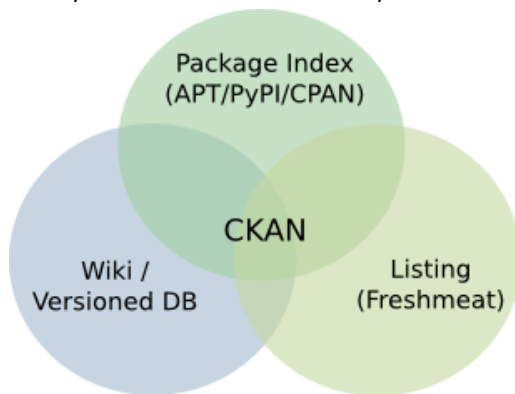 Package Index
(APT/PyPI/CPAN)
CKAN
Wiki /
Versioned DB
Listing
(Freshmeat)